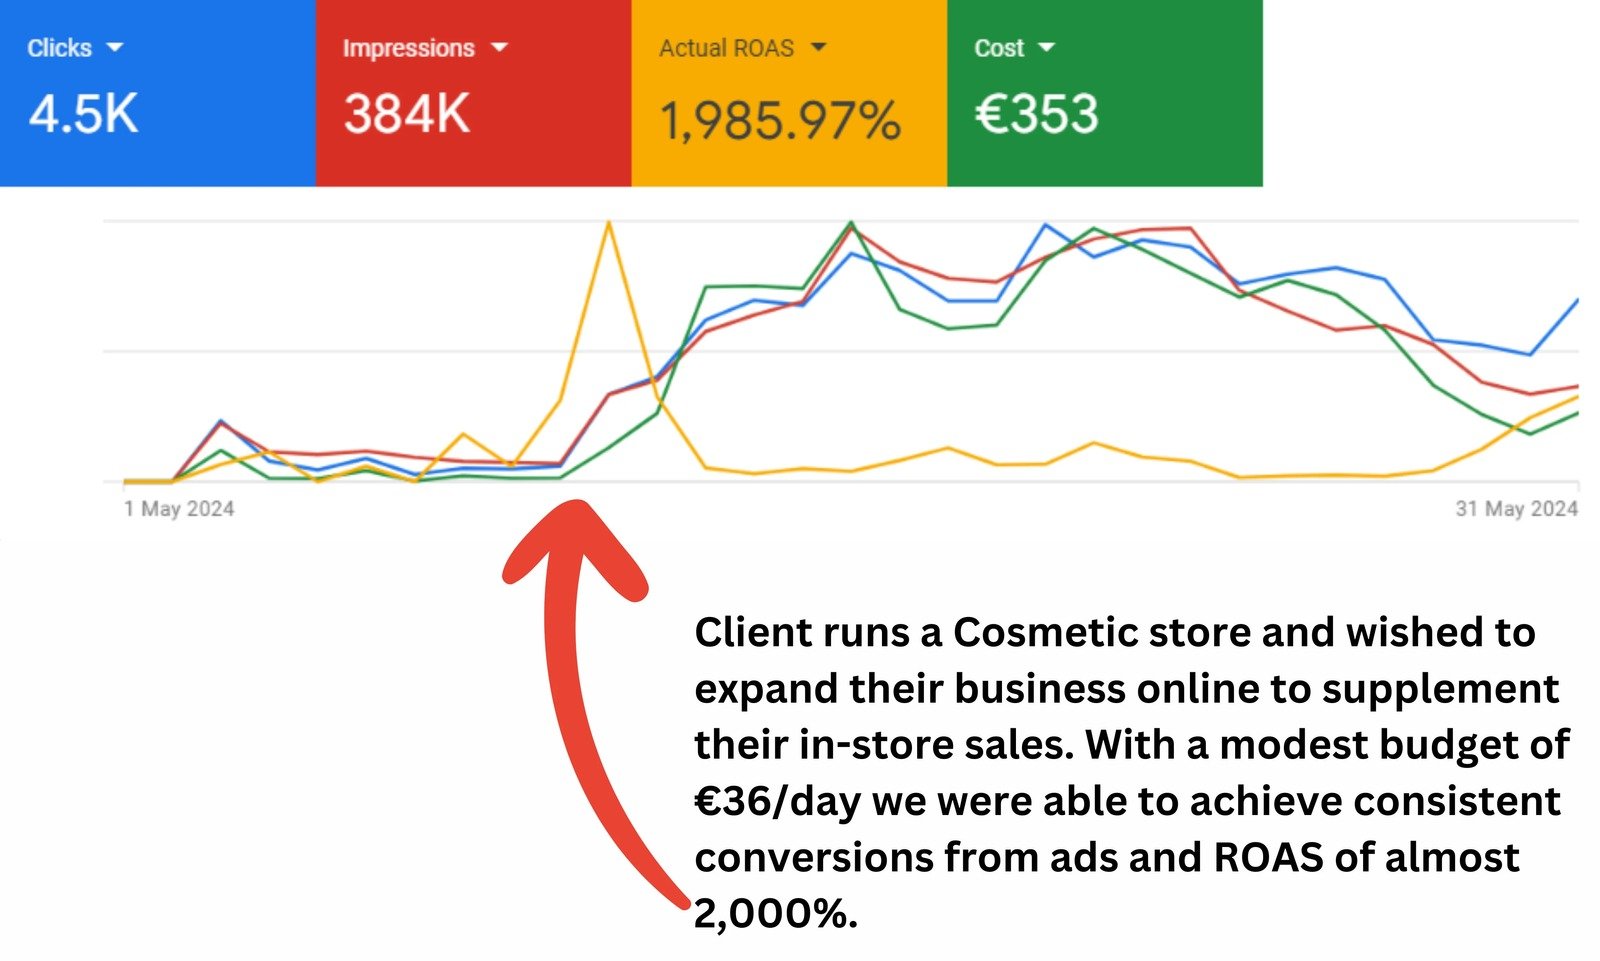 Clicks
Impressions
Actual ROAS
Cost
4.5K
384K
1,985.97%
€353
1 May 2024
31 May 2024
Client runs a Cosmetic store and wished to
expand their business online to supplement
their in-store sales. With a modest budget of
€36/day we were able to achieve consistent
conversions from ads and ROAS of almost
2,000%.